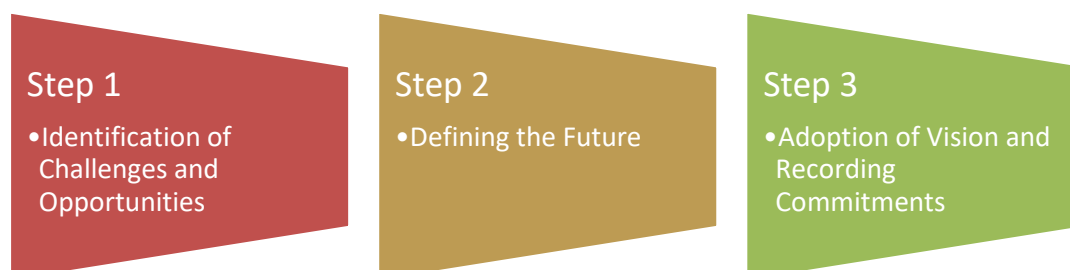 Step 1
•Identification of
Challenges and
Opportunities
Step 2
•Defining the Future
Step 3
•Adoption of Vision and
Recording
Commitments